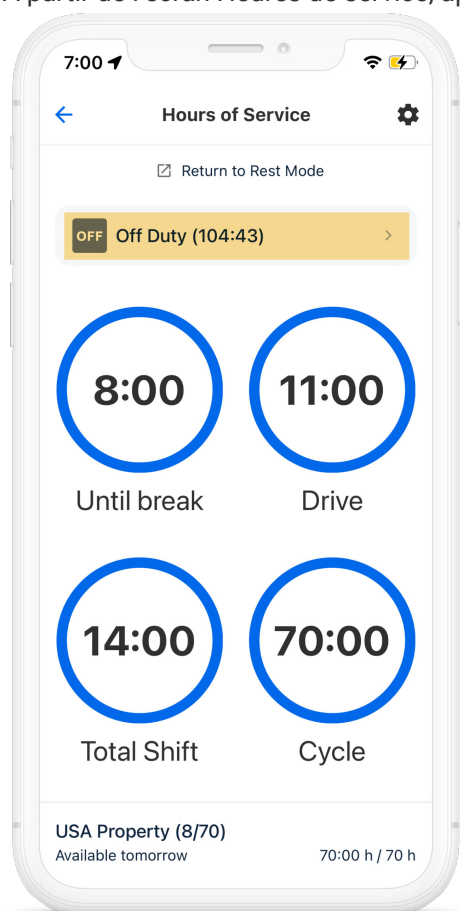 7:00
Hours of Service
Return to Rest Mode
OFF Off Duty (104:43)
8:00 11:00
Until break Drive
14:00 70:00
Total Shift Cycle
USA Property (8/70)
Available tomorrow 70:00 h / 70 h